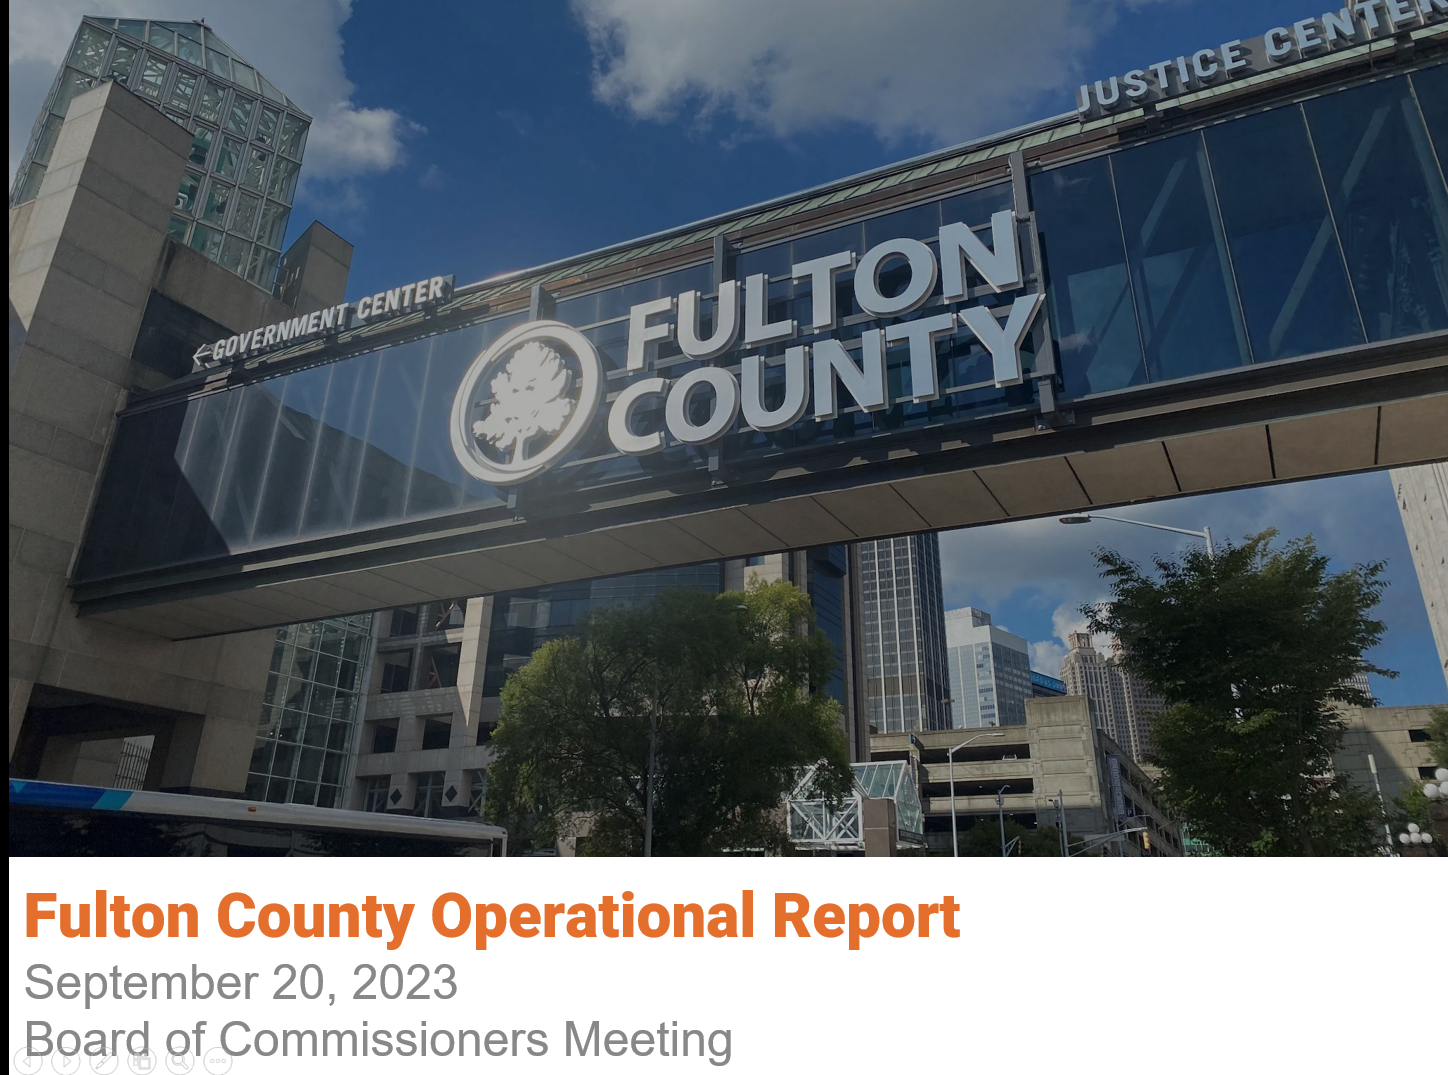 JUSTICE CENTER
GOVERNMENT CENTER
FULTON
COUNTY
Fulton County Operational Report
September 20, 2023
Board of Commissioners Meeting